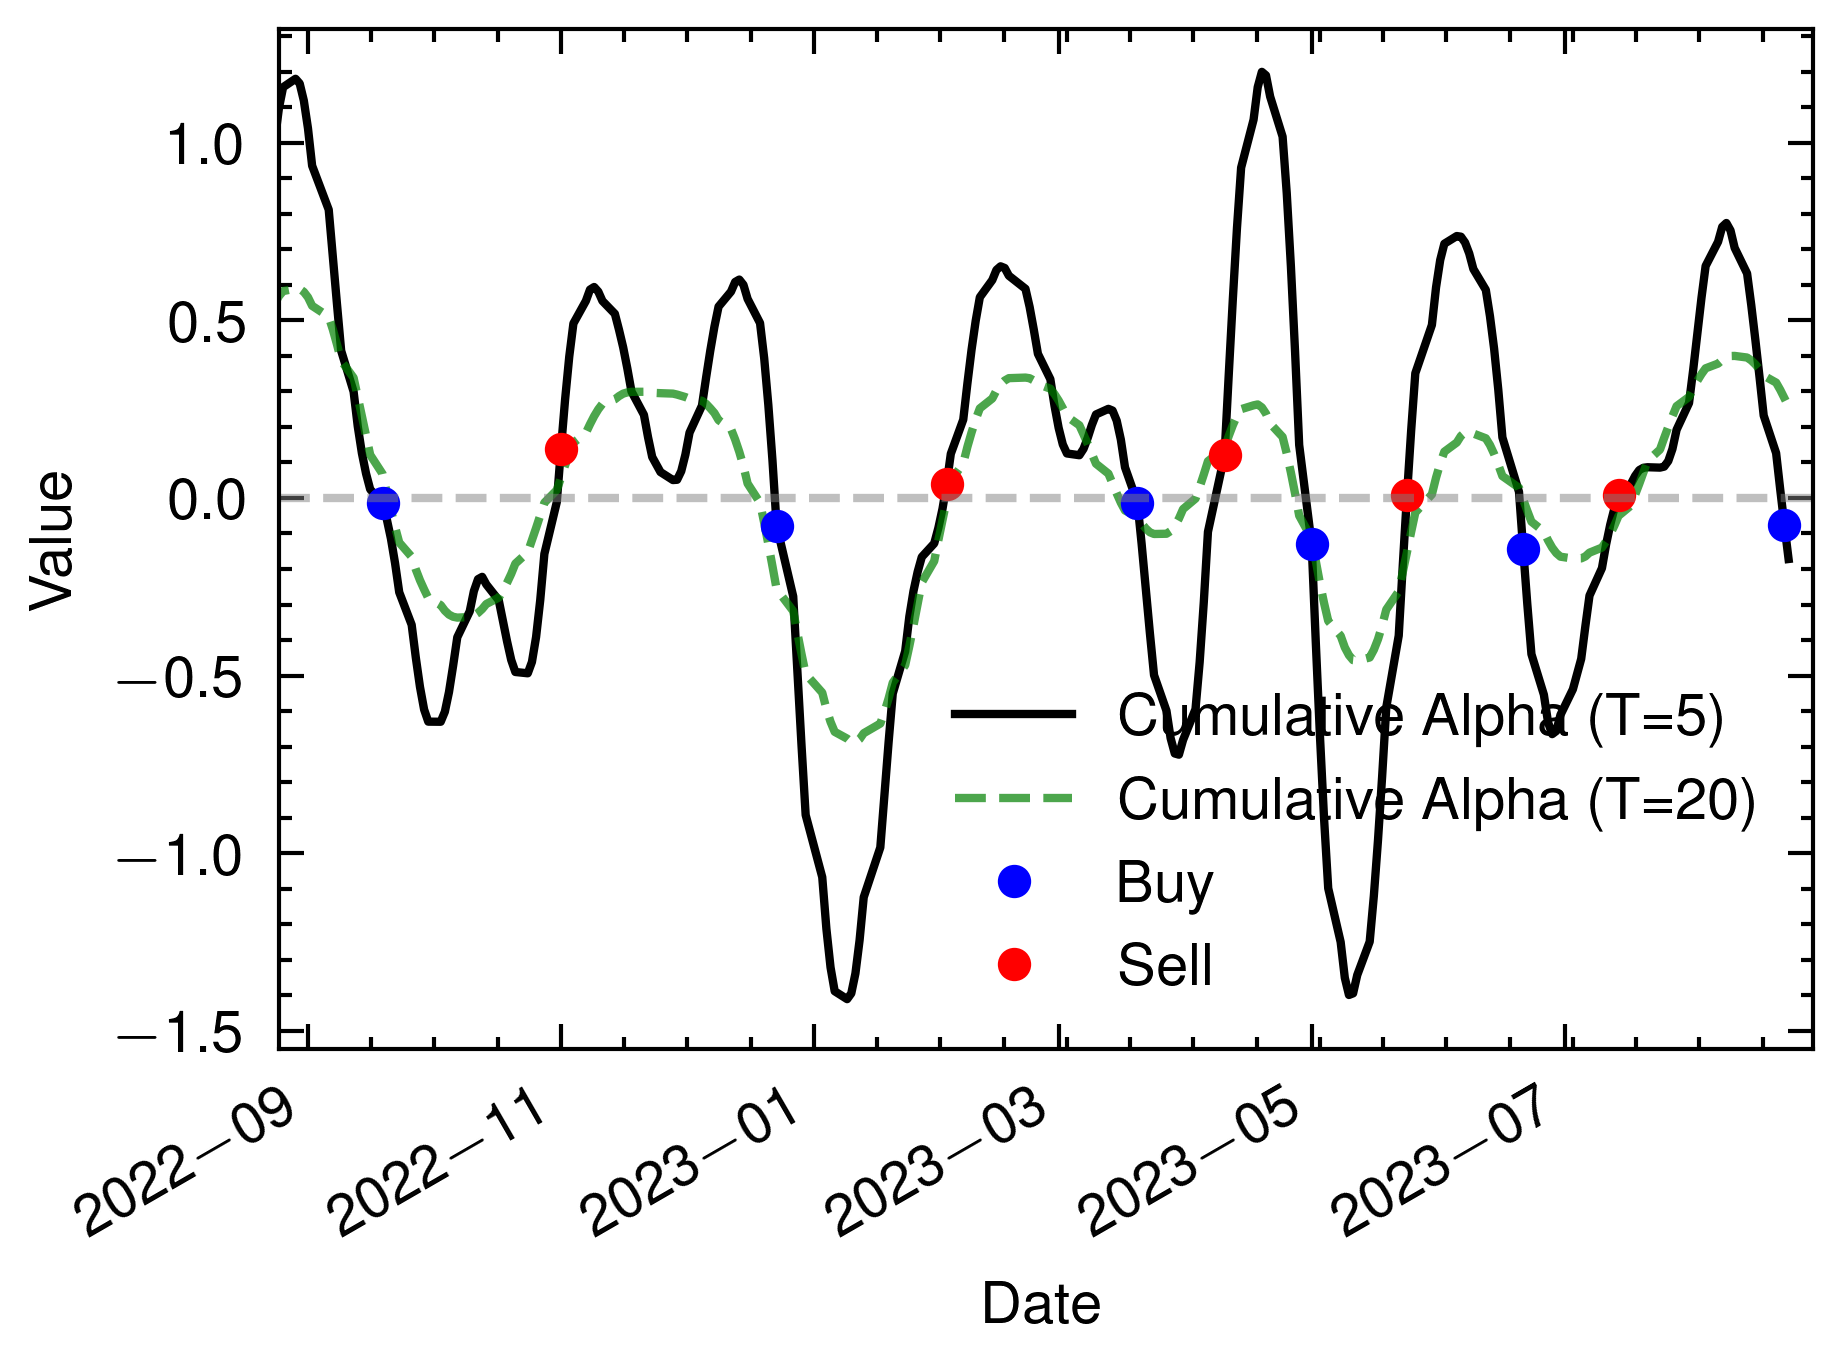 1.0
0.5
0.0
−0.5
−1.0
−1.5
Value
Cumulative Alpha (T=5)
Cumulative Alpha (T=20)
Buy
Sell
2022−09
2022−11
2023−01
2023−03
2023−05
2023−07
Date